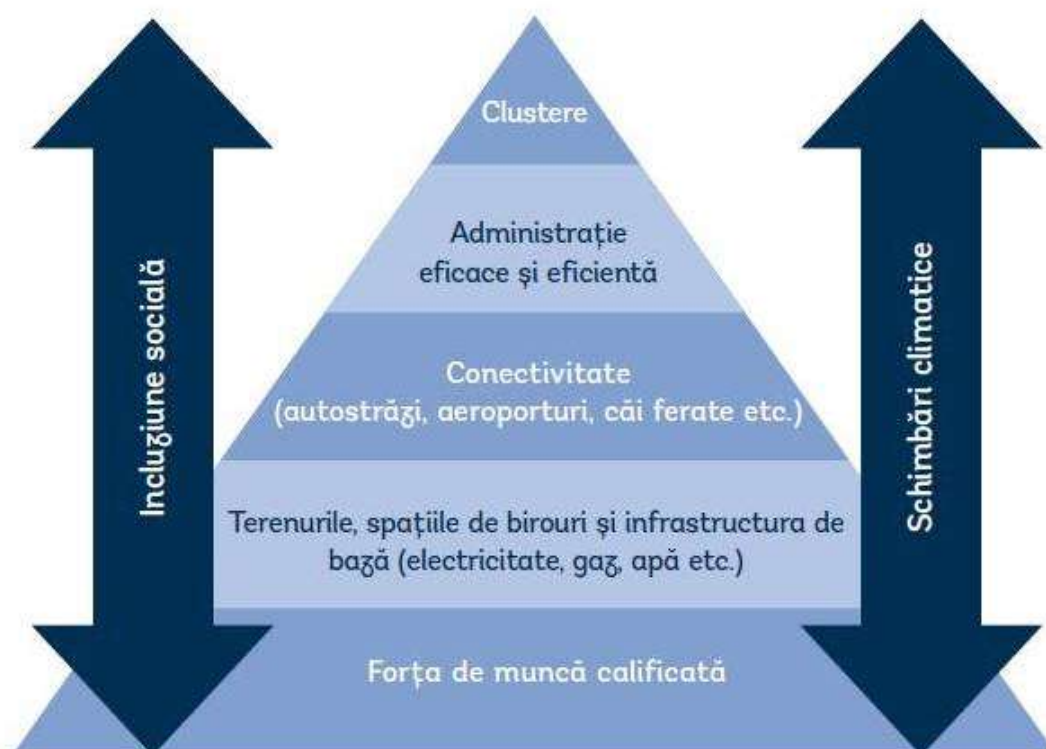 Clustere
Administrație
eficace și eficientă
Conectivitate
(autostrăzi, aeroporturi, căi ferate etc.)
Terenurile, spațiile de birouri și infrastructura de
bază (electricitate, gaz, apă etc.)
Forța de muncă calificată
Incluziune socială
Schimbări climatice